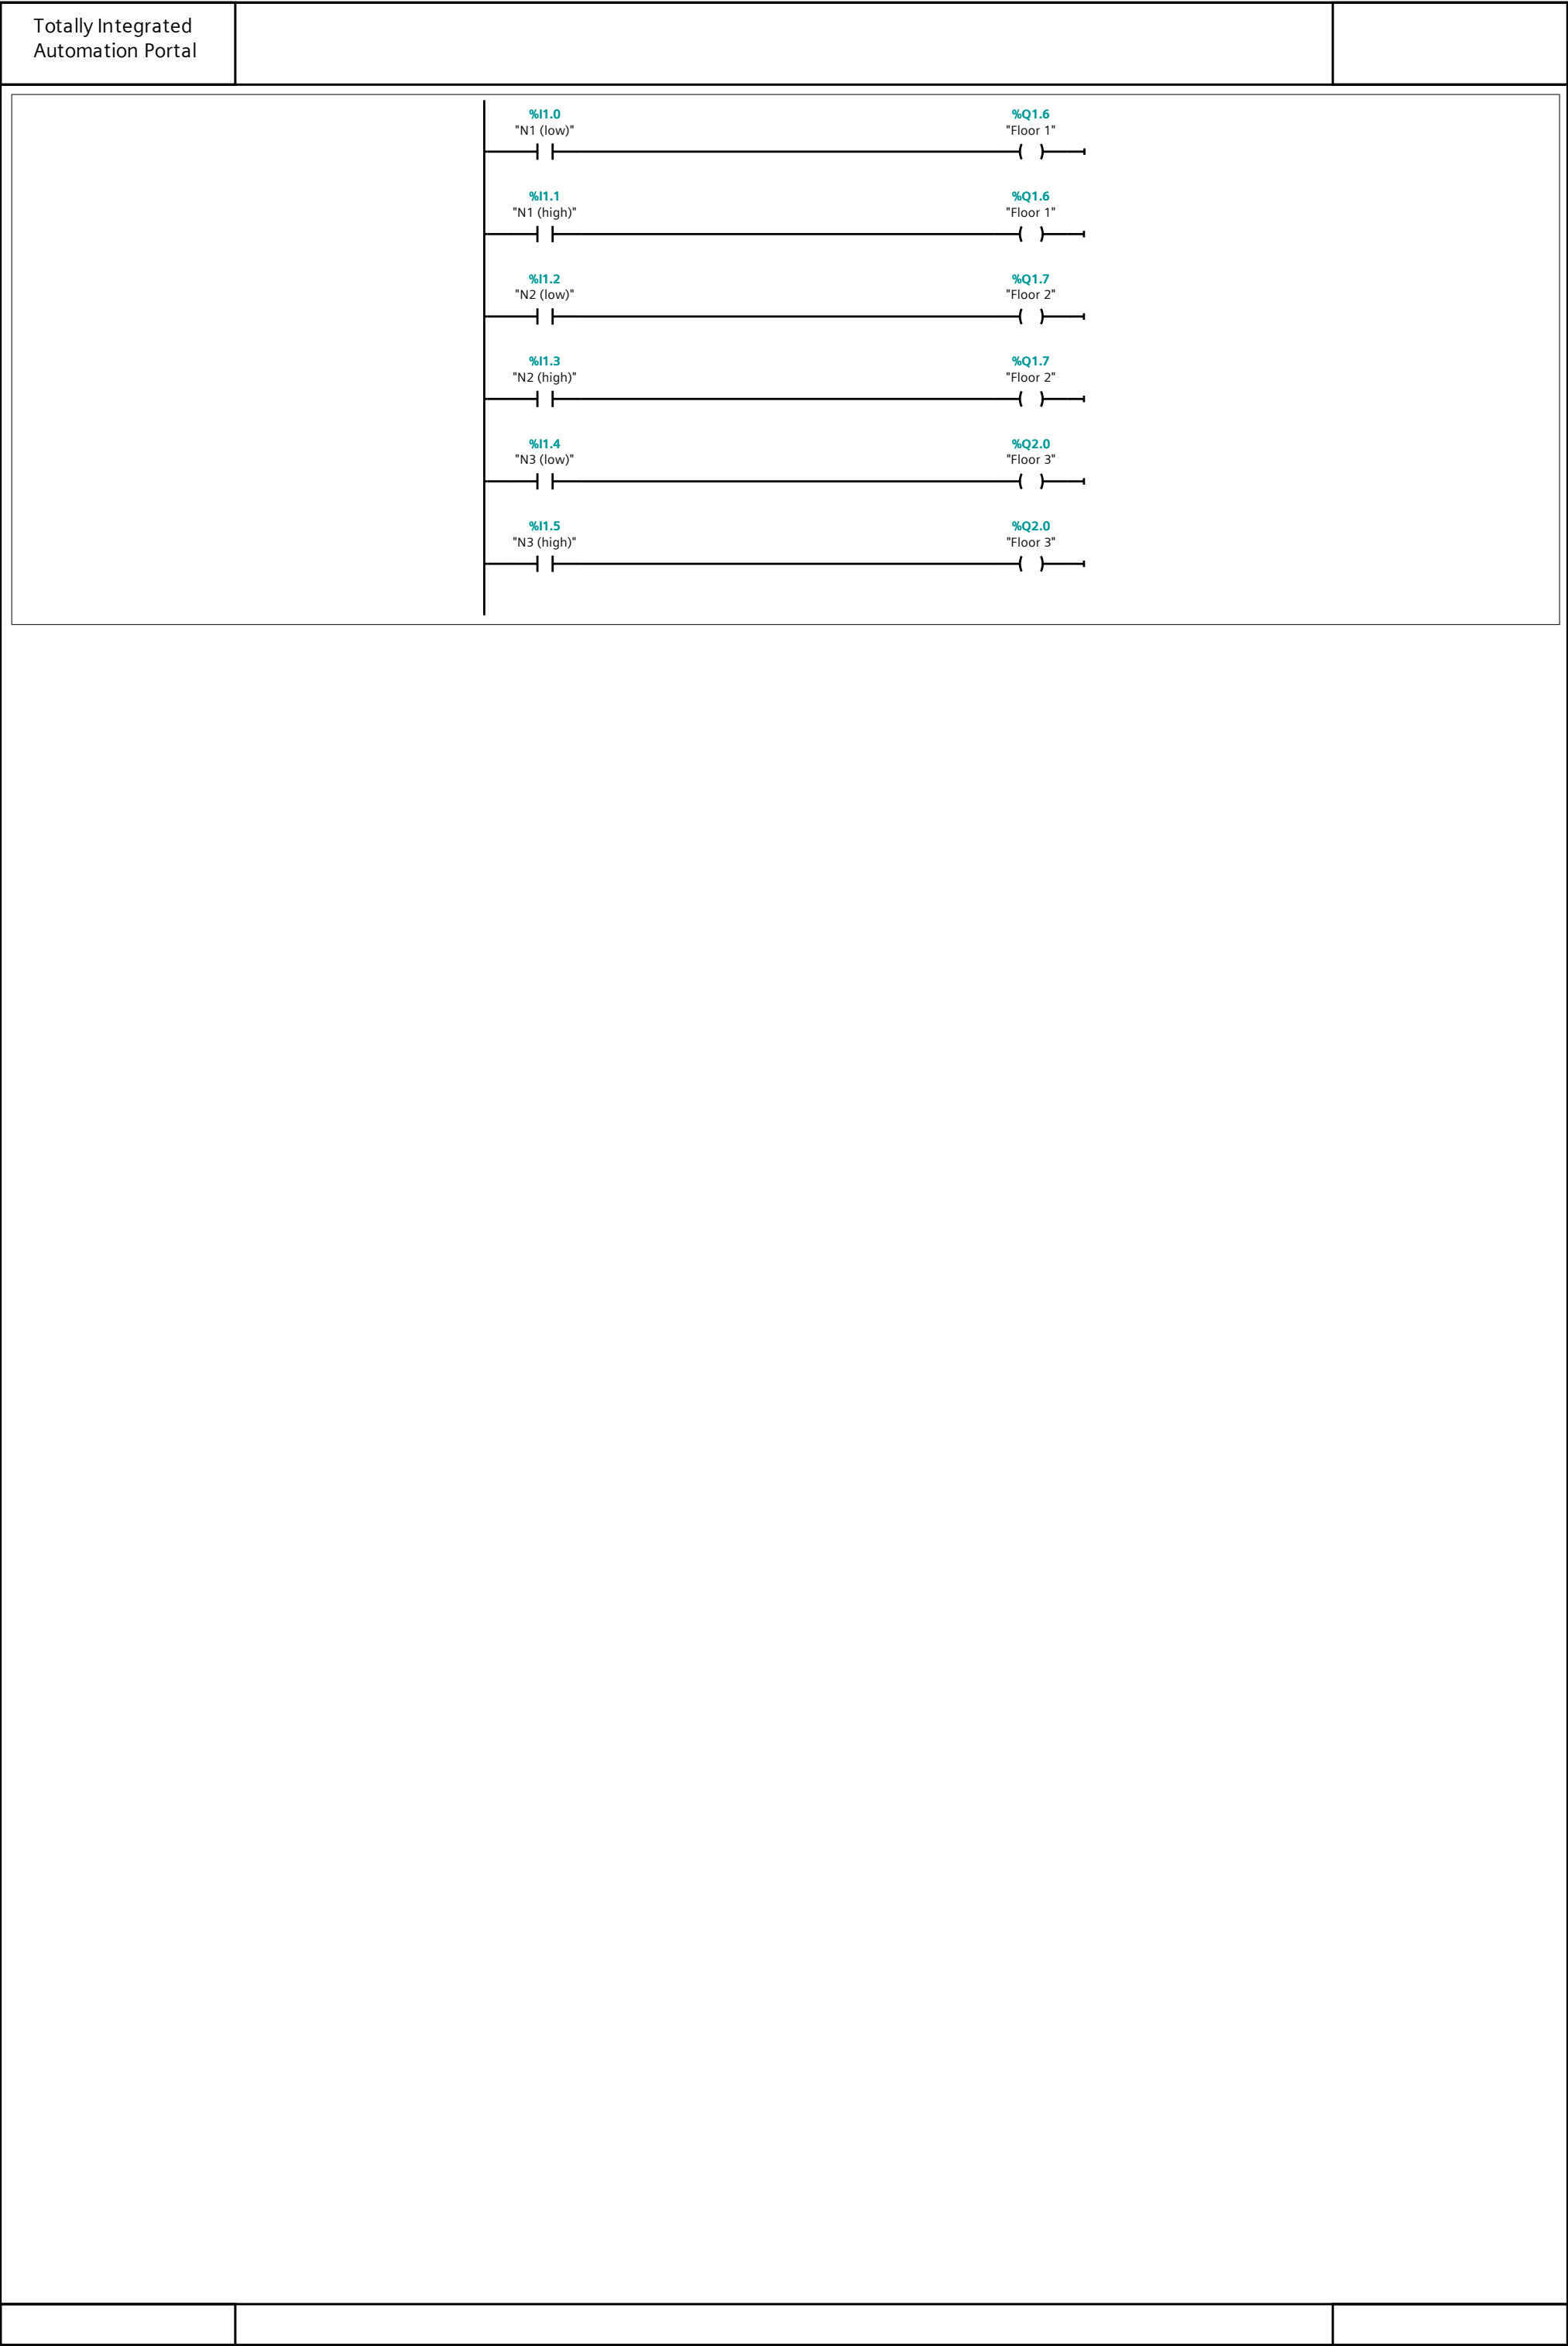 Totally Integrated
Automation Portal
%I1.0 %Q1.6
"N1 (low)" "Floor 1"
%I1.1 %Q1.6
"N1 (high)" "Floor 1"
%I1.2 %Q1.7
"N2 (low)" "Floor 2"
%I1.3 %Q1.7
"N2 (high)" "Floor 2"
%I1.4 %Q2.0
"N3 (low)" "Floor 3"
%I1.5 %Q2.0
"N3 (high)" "Floor 3"